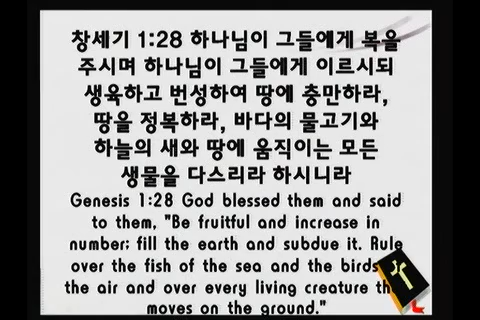 창세기 1:28 하나님이 그들에게 복을
주시며 하나님이 그들에게 이르시되
생육하고 번성하여 땅에 충만하라,
땅을 정복하라, 바다의 물고기와
하늘의 새와 땅에 움직이는 모든
생물을 다스리라 하시니라
Genesis 1:28 God blessed them and said
to them, "Be fruitful and increase in
number; fill the earth and subdue it. Rule
over the fish of the sea and the birds
the air and over every living creature
moves on the ground."